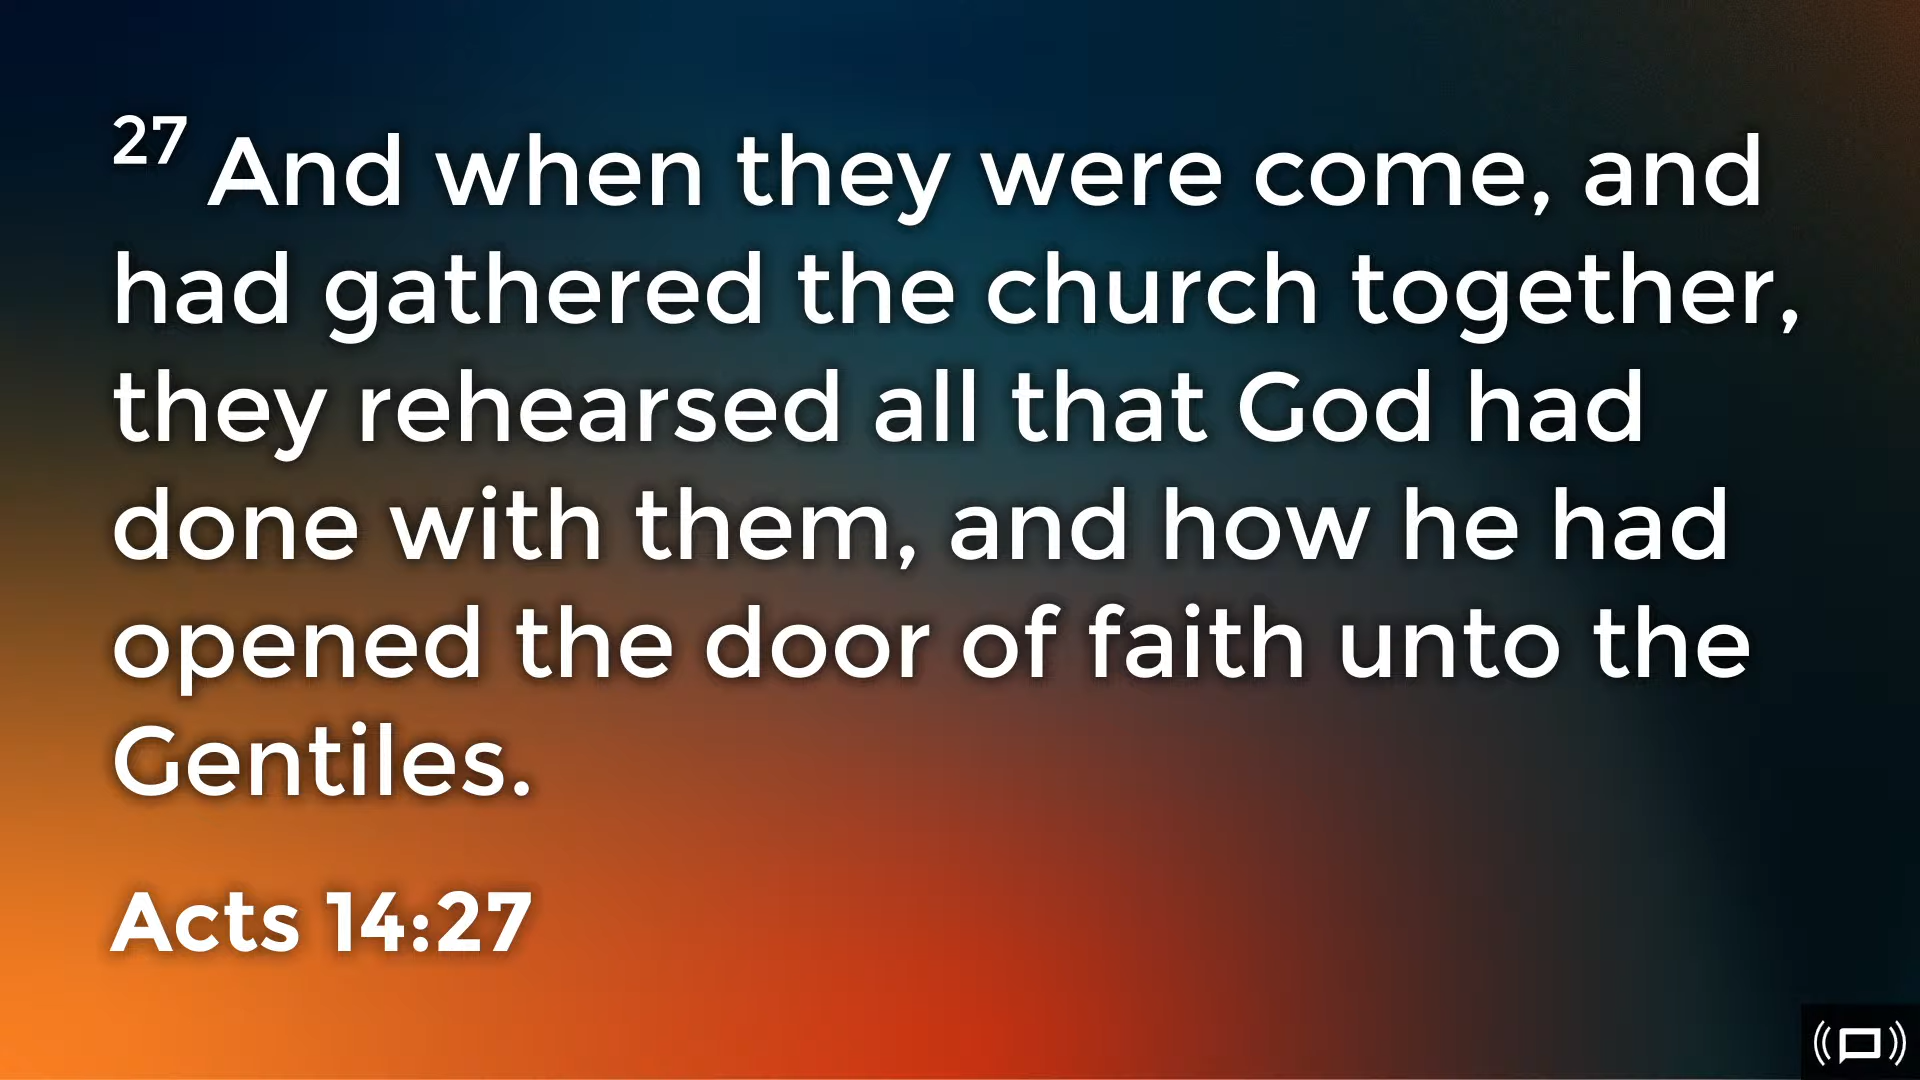 27 And when they were come, and
had gathered the church together,
they rehearsed all that God had
done with them, and how he had
opened the door of faith unto the
Gentiles.
Acts 14:27